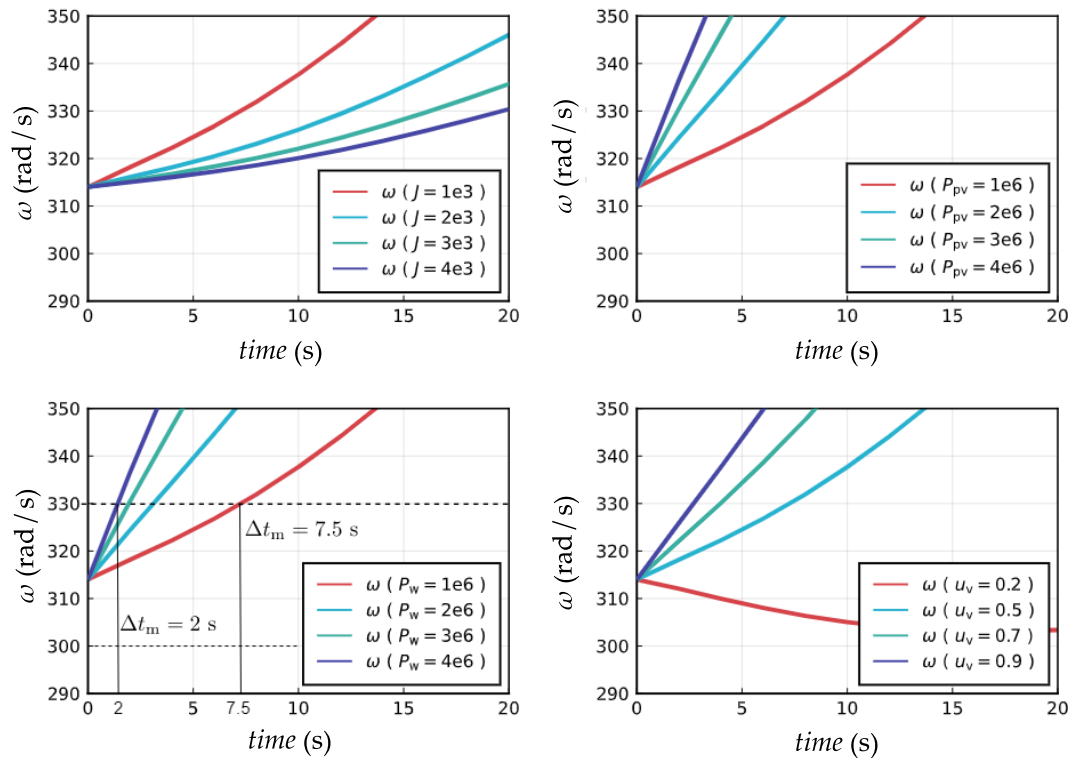 350
340
330
320
310
300
290
ω (rad / s)
0
5
10
15
20
time (s)
ω ( J = 1e3 )
ω ( J = 2e3 )
ω ( J = 3e3 )
ω ( J = 4e3 )
350
340
330
320
310
300
290
ω (rad / s)
0
5
10
15
20
time (s)
ω ( Ppv = 1e6 )
ω ( Ppv = 2e6 )
ω ( Ppv = 3e6 )
ω ( Ppv = 4e6 )
350
340
330
320
310
300
290
ω (rad / s)
Δtm = 7.5 s
Δtm = 2 s
0
2
7.5
10
15
20
time (s)
ω ( Pw = 1e6 )
ω ( Pw = 2e6 )
ω ( Pw = 3e6 )
ω ( Pw = 4e6 )
350
340
330
320
310
300
290
ω (rad / s)
0
5
10
15
20
time (s)
ω ( uv = 0.2 )
ω ( uv = 0.5 )
ω ( uv = 0.7 )
ω ( uv = 0.9 )